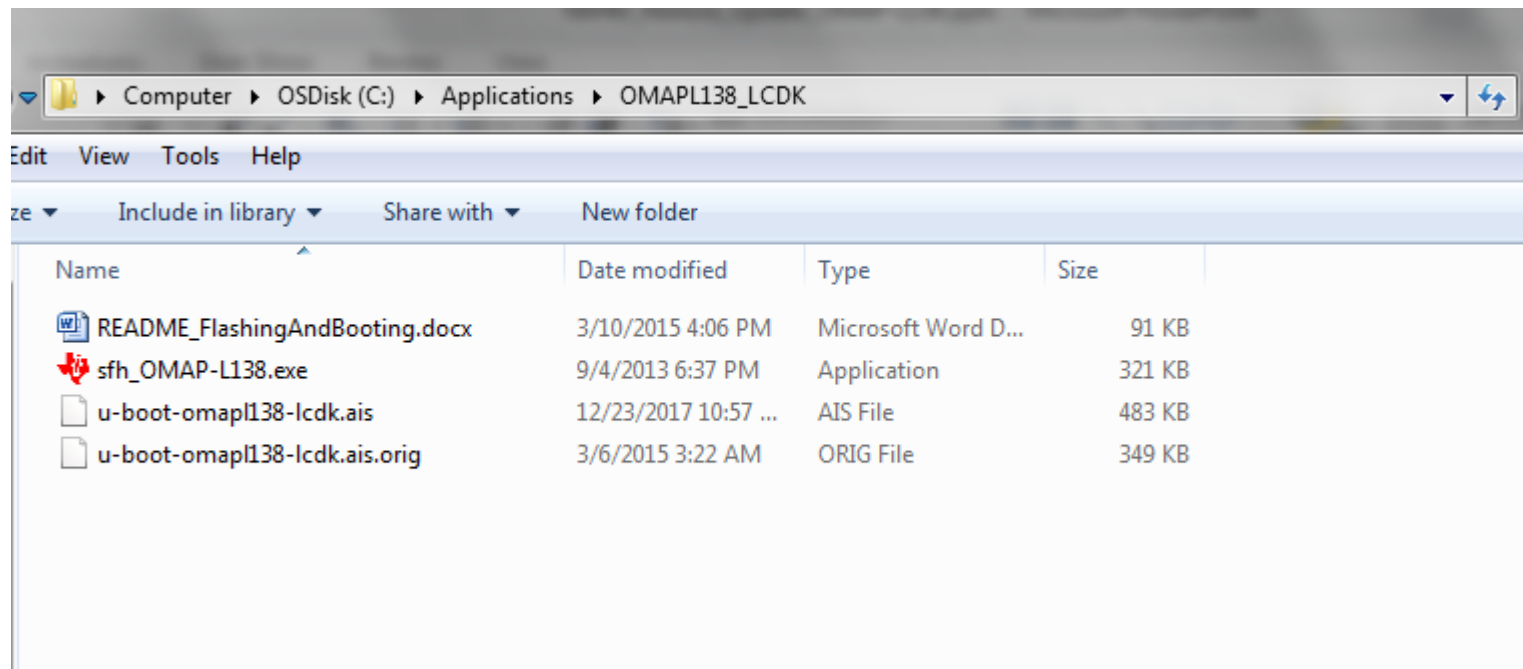 Computer OSDisk (C:) Applications OMAPL138_LCDK
Edit View Tools Help
ze Include in library Share with New folder
Name Date modified Type Size
README_FlashingAndBooting.docx 3/10/2015 4:06 PM Microsoft Word D... 91 KB
sfh_OMAP-L138.exe 9/4/2013 6:37 PM Application 321 KB
u-boot-omapl138-lcdk.ais 12/23/2017 10:57 ... AIS File 483 KB
u-boot-omapl138-lcdk.ais.orig 3/6/2015 3:22 AM ORIG File 349 KB